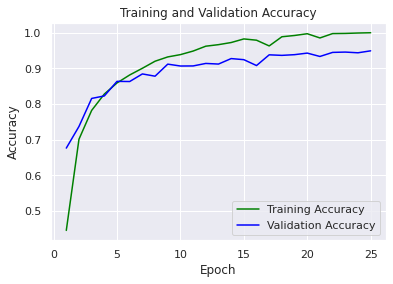 Training and Validation Accuracy
Accuracy
1.0
0.9
0.8
0.7
0.6
0.5
Training Accuracy
Validation Accuracy
0 5 10 15 20 25
Epoch